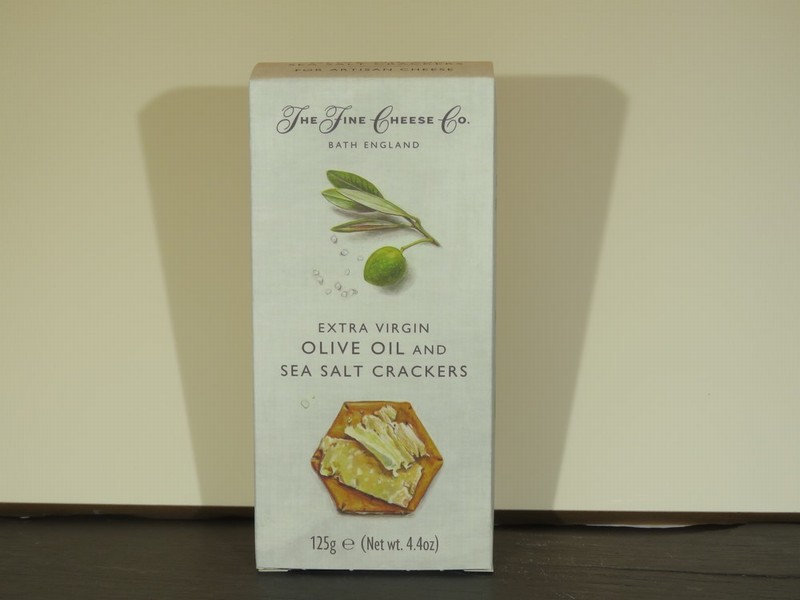 SEA SALT CRACKERS
FOR ARTISAN CHEESE
The Fine Cheese Co.
BATH ENGLAND
EXTRA VIRGIN
OLIVE OIL AND
SEA SALT CRACKERS
125g ℮ (Net wt. 4.4oz)